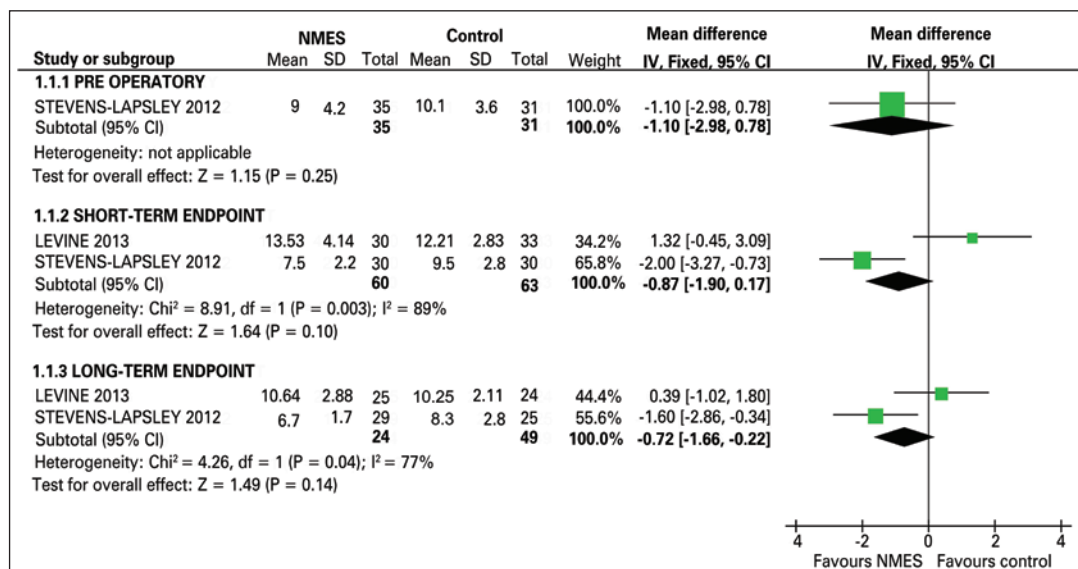 NMES Control Mean difference Mean difference
Study or subgroup Mean SD Total Mean SD Total Weight IV, Fixed, 95% CI IV, Fixed, 95% CI
1.1.1 PRE OPERATORY
STEVENS-LAPSLEY 2012 9 4.2 35 10.1 3.6 31 100.0% -1.10 [-2.98, 0.78]
Subtotal (95% CI) 35 31 100.0% -1.10 [-2.98, 0.78]
Heterogeneity: not applicable
Test for overall effect: Z = 1.15 (P = 0.25)
1.1.2 SHORT-TERM ENDPOINT
LEVINE 2013 13.53 4.14 30 12.21 2.83 33 34.2% 1.32 [-0.45, 3.09]
STEVENS-LAPSLEY 2012 7.5 2.2 30 9.5 2.8 30 65.8% -2.00 [-3.27, -0.73]
Subtotal (95% CI) 60 63 100.0% -0.87 [-1.90, 0.17]
Heterogeneity: Chi² = 8.91, df = 1 (P = 0.003); I² = 89%
Test for overall effect: Z = 1.64 (P = 0.10)
1.1.3 LONG-TERM ENDPOINT
LEVINE 2013 10.64 2.88 25 10.25 2.11 24 44.4% 0.39 [-1.02, 1.80]
STEVENS-LAPSLEY 2012 6.7 1.7 29 8.3 2.8 25 55.6% -1.60 [-2.86, -0.34]
Subtotal (95% CI) 24 49 100.0% -0.72 [-1.66, -0.22]
Heterogeneity: Chi² = 4.26, df = 1 (P = 0.04); I² = 77%
Test for overall effect: Z = 1.49 (P = 0.14)
4 -2 0 2 4
Favours NMES Favours control